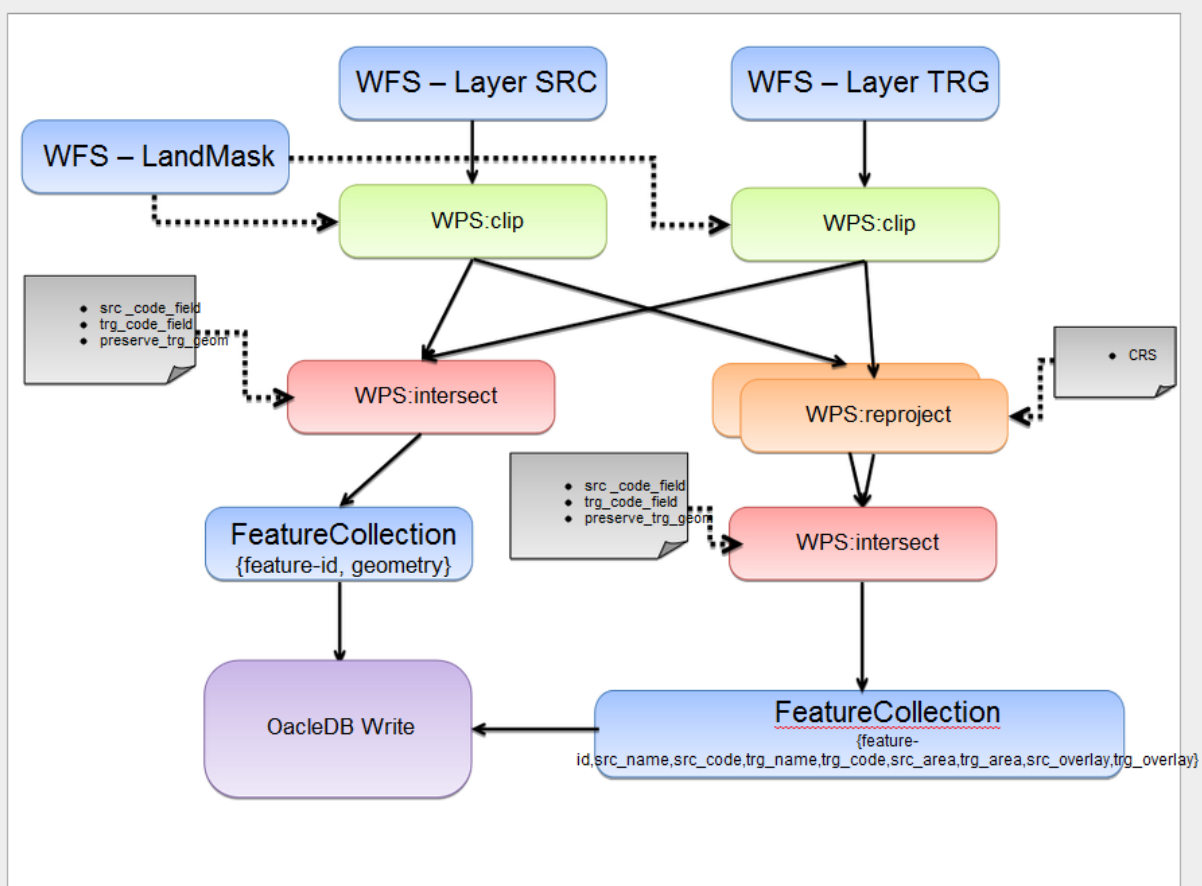 WFS – Layer SRC
WFS – Layer TRG
WFS – LandMask
WPS:clip
WPS:clip
• src _code_field
• trg_code_field
• preserve_trg_geom
• CRS
WPS:intersect
WPS:reproject
• src _code_field
• trg_code_field
• preserve_trg_geom
FeatureCollection
{feature-id, geometry}
WPS:intersect
OacleDB Write
FeatureCollection
{feature-
id,src_name,src_code,trg_name,trg_code,src_area,trg_area,src_overlay,trg_overlay}